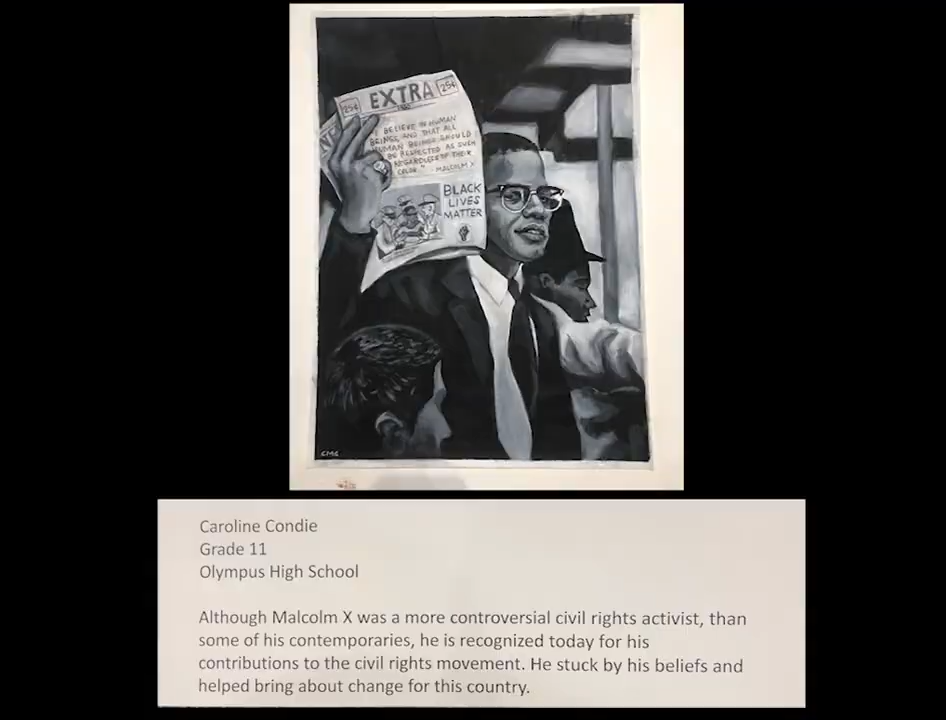 25¢ EXTRA 25¢
NE
"I BELIEVE IN HUMAN
BEINGS, AND THAT ALL
HUMAN BEINGS SHOULD
BE RESPECTED AS SUCH
REGARDLESS OF THEIR
COLOR." - MALCOLM X
BLACK
LIVES
MATTER
CMC
Caroline Condie
Grade 11
Olympus High School
Although Malcolm X was a more controversial civil rights activist, than
some of his contemporaries, he is recognized today for his
contributions to the civil rights movement. He stuck by his beliefs and
helped bring about change for this country.